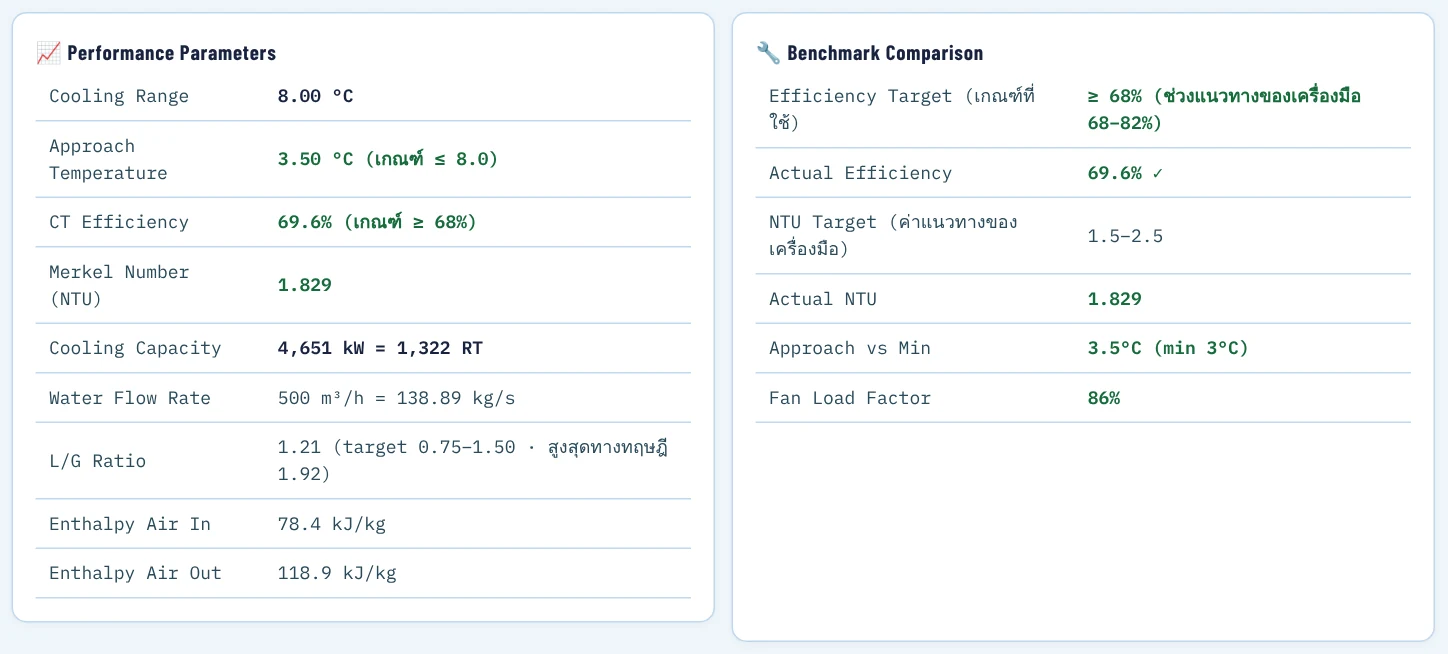 📈 Performance Parameters
Cooling Range 8.00 °C
Approach
Temperature
3.50 °C (เกณฑ์ ≤ 8.0)
CT Efficiency 69.6% (เกณฑ์ ≥ 68%)
Merkel Number
(NTU)
1.829
Cooling Capacity 4,651 kW = 1,322 RT
Water Flow Rate 500 m³/h = 138.89 kg/s
L/G Ratio
1.21 (target 0.75–1.50 · สูงสุดทางทฤษฎี
1.92)
Enthalpy Air In 78.4 kJ/kg
Enthalpy Air Out 118.9 kJ/kg
🔧 Benchmark Comparison
Efficiency Target (เกณฑ์ที่
ใช้)
≥ 68% (ช่วงแนวทางของเครื่องมือ
68–82%)
Actual Efficiency 69.6% ✓
NTU Target (ค่าแนวทางของ
เครื่องมือ)
1.5–2.5
Actual NTU 1.829
Approach vs Min 3.5°C (min 3°C)
Fan Load Factor 86%